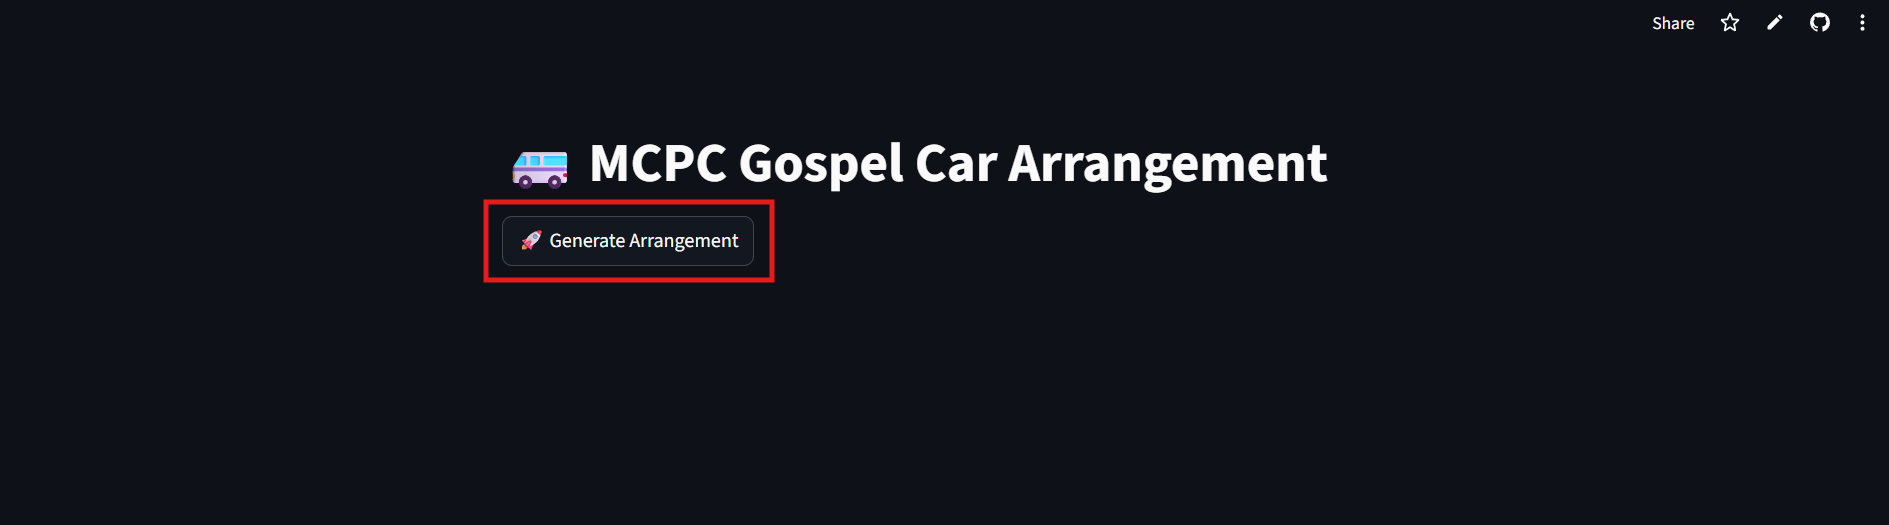 Share
MCPC Gospel Car Arrangement
Generate Arrangement